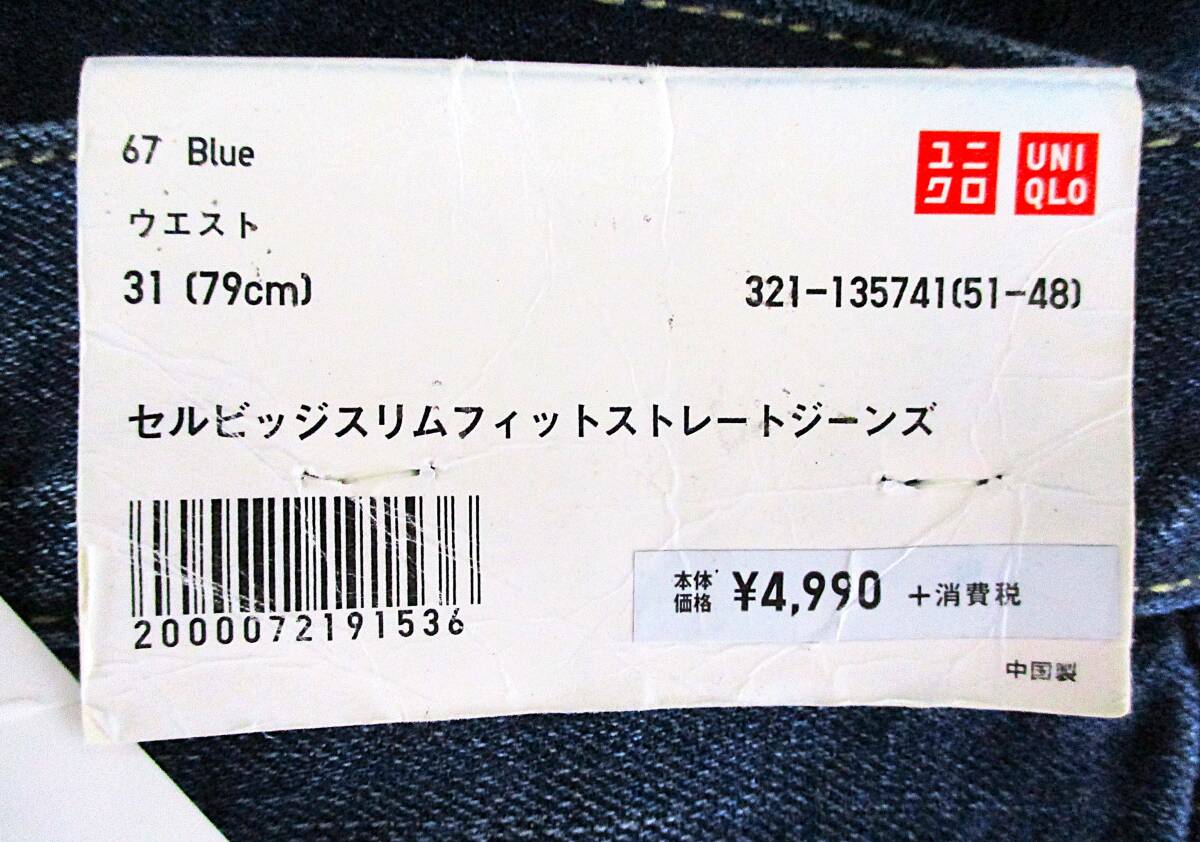 67 Blue
ユニクロ
UNIQLO
ウエスト
31 (79cm)
321-135741(51-48)
セルビッジスリムフィットストレートジーンズ
2000072191536
本体価格 ¥4,990 +消費税
中国製